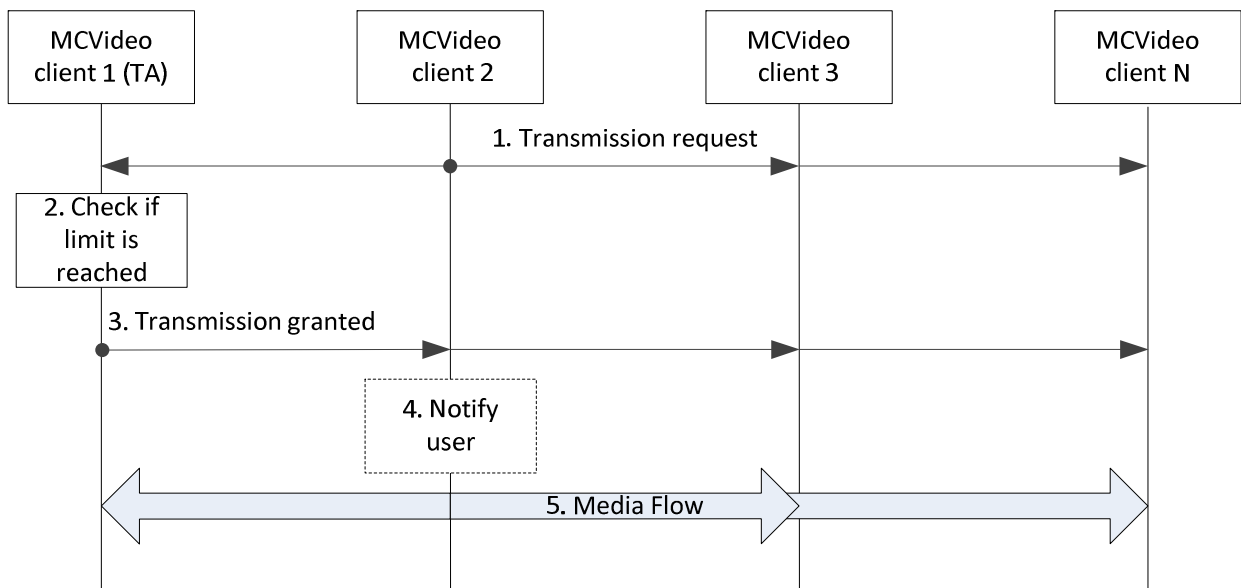 MCVideo
client 1 (TA)
MCVideo
client 2
MCVideo
client 3
MCVideo
client N
1. Transmission request
2. Check if
limit is
reached
3. Transmission granted
4. Notify
user
5. Media Flow